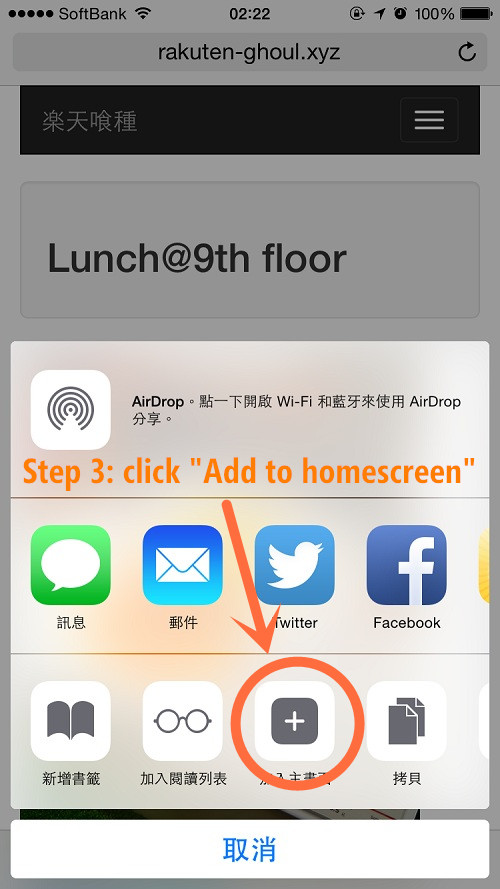 SoftBank 02:22 100%
rakuten-ghoul.xyz
楽天喰種
Lunch@9th floor
AirDrop。點一下開啟 Wi-Fi 和藍牙來使用 AirDrop
分享。
Step 3: click "Add to homescreen"
訊息 郵件 Twitter Facebook
新增書籤 加入閱讀列表 加入主畫面 拷貝
取消